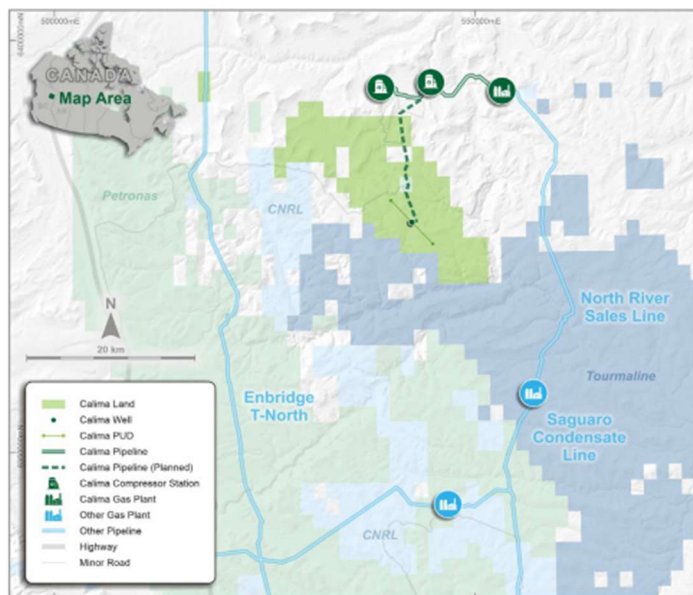 500000mE
590000mE
6400000mN
CANADA
Map Area
Petronas
CNRL
N
20 km
North River
Sales Line
Tourmaline
Enbridge
T-North
Saguaro
Condensate
Line
CNRL
Calima Land
Calima Well
Calima PUD
Calima Pipeline
Calima Pipeline (Planned)
Calima Compressor Station
Calima Gas Plant
Other Gas Plant
Other Pipeline
Highway
Minor Road